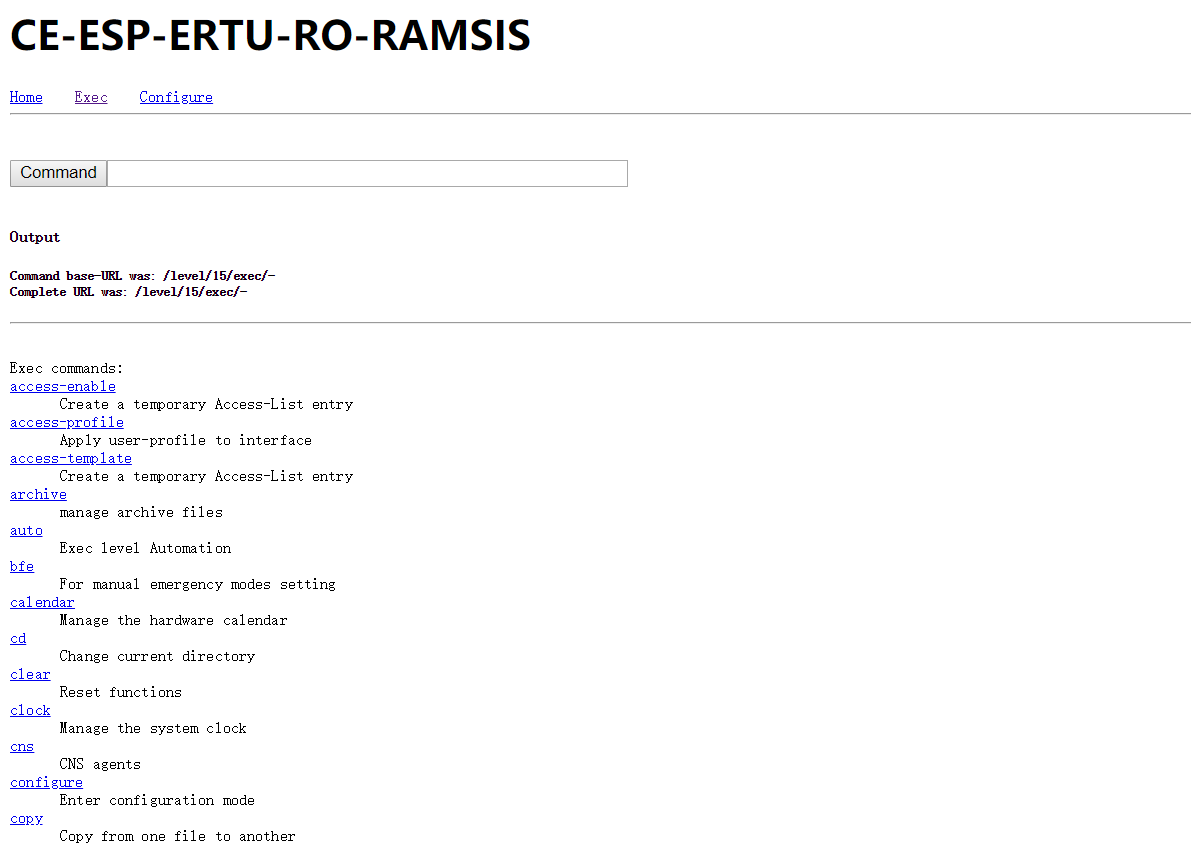 CE-ESP-ERTU-RO-RAMSIS
Home Exec Configure
Command
Output
Command base-URL was: /level/15/exec/-
Complete URL was: /level/15/exec/-
Exec commands:
access-enable
Create a temporary Access-List entry
access-profile
Apply user-profile to interface
access-template
Create a temporary Access-List entry
archive
manage archive files
auto
Exec level Automation
bfe
For manual emergency modes setting
calendar
Manage the hardware calendar
cd
Change current directory
clear
Reset functions
clock
Manage the system clock
cns
CNS agents
configure
Enter configuration mode
copy
Copy from one file to another